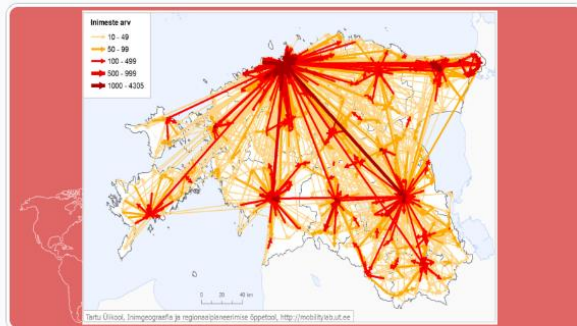 Inimeste arv
10 - 49
50 - 99
100 - 499
500 - 999
1000 - 4305
0 20 40 km
Tartu Ülikool, Inimgeograafia ja regionaalplaneerimise õppetool, http://mobilitylab.ut.ee